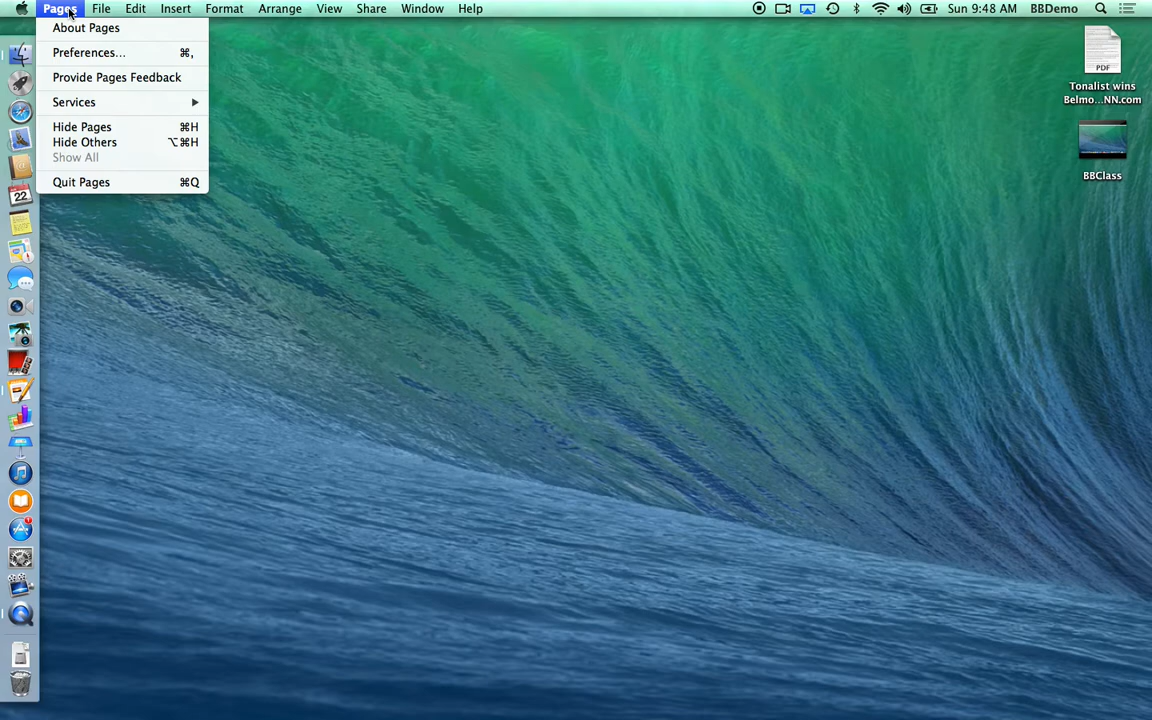 Pages File Edit Insert Format Arrange View Share Window Help Sun 9:48 AM BBDemo
About Pages
Preferences... ⌘,
Provide Pages Feedback
Services
Hide Pages ⌘H
Hide Others ⌥⌘H
Show All
Quit Pages ⌘Q
PDF
Tonalist wins
Belmo...NN.com
BBClass
22